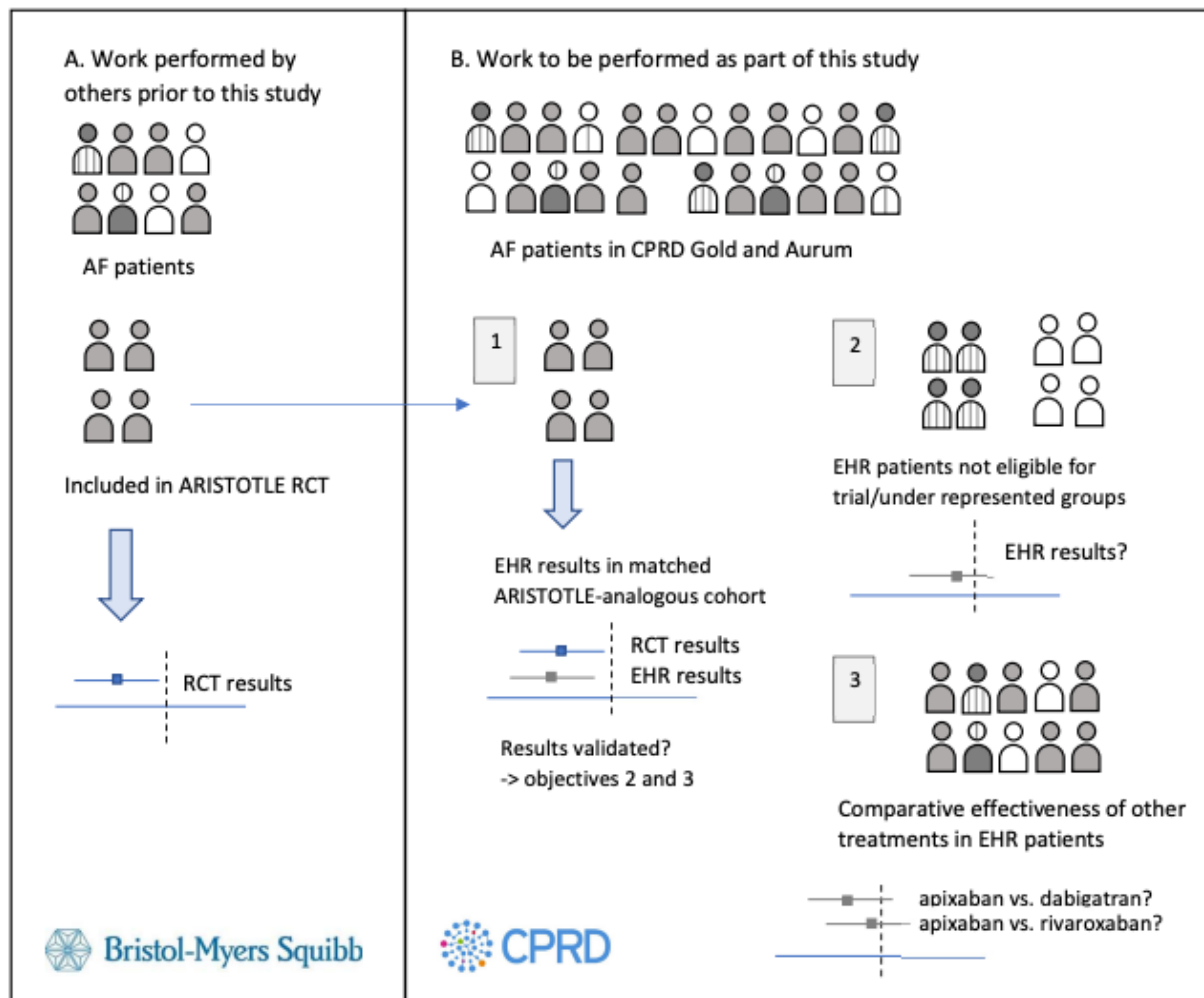 A. Work performed by
others prior to this study
AF patients
Included in ARISTOTLE RCT
RCT results
Bristol-Myers Squibb
B. Work to be performed as part of this study
AF patients in CPRD Gold and Aurum
1
EHR results in matched
ARISTOTLE-analogous cohort
RCT results
EHR results
Results validated?
-> objectives 2 and 3
2
EHR patients not eligible for
trial/under represented groups
EHR results?
3
Comparative effectiveness of other
treatments in EHR patients
apixaban vs. dabigatran?
apixaban vs. rivaroxaban?
CPRD